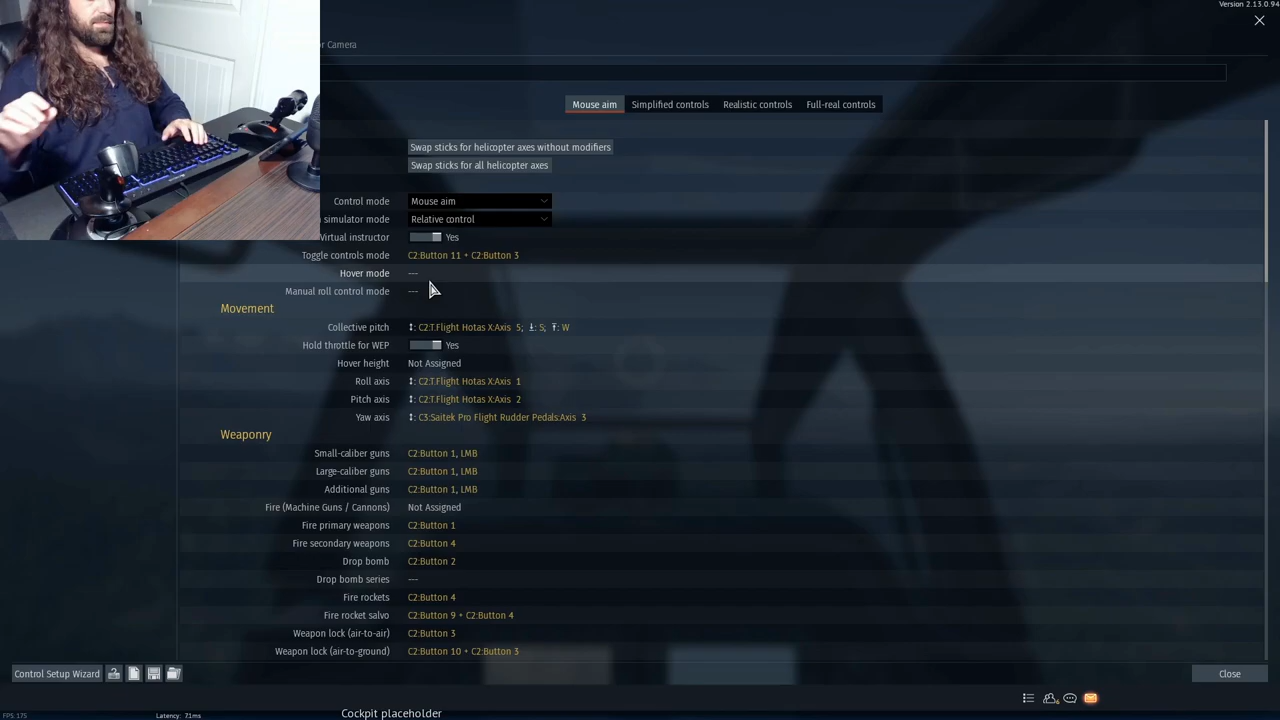 Version 2.13.0.94
or Camera
Mouse aim
Simplified controls
Realistic controls
Full-real controls
Swap sticks for helicopter axes without modifiers
Swap sticks for all helicopter axes
Control mode Mouse aim
simulator mode Relative control
Virtual instructor Yes
Toggle controls mode C2:Button 11 + C2:Button 3
Hover mode ---
Manual roll control mode ---
Movement
Collective pitch ↕: C2:T.Flight Hotas X:Axis 5; ↓: S; ↑: W
Hold throttle for WEP Yes
Hover height Not Assigned
Roll axis ↕: C2:T.Flight Hotas X:Axis 1
Pitch axis ↕: C2:T.Flight Hotas X:Axis 2
Yaw axis ↕: C3:Saitek Pro Flight Rudder Pedals:Axis 3
Weaponry
Small-caliber guns C2:Button 1, LMB
Large-caliber guns C2:Button 1, LMB
Additional guns C2:Button 1, LMB
Fire (Machine Guns / Cannons) Not Assigned
Fire primary weapons C2:Button 1
Fire secondary weapons C2:Button 4
Drop bomb C2:Button 2
Drop bomb series ---
Fire rockets C2:Button 4
Fire rocket salvo C2:Button 9 + C2:Button 4
Weapon lock (air-to-air) C2:Button 3
Weapon lock (air-to-ground) C2:Button 10 + C2:Button 3
Control Setup Wizard
Close
FPS: 175
Latency: 71ms
Cockpit placeholder